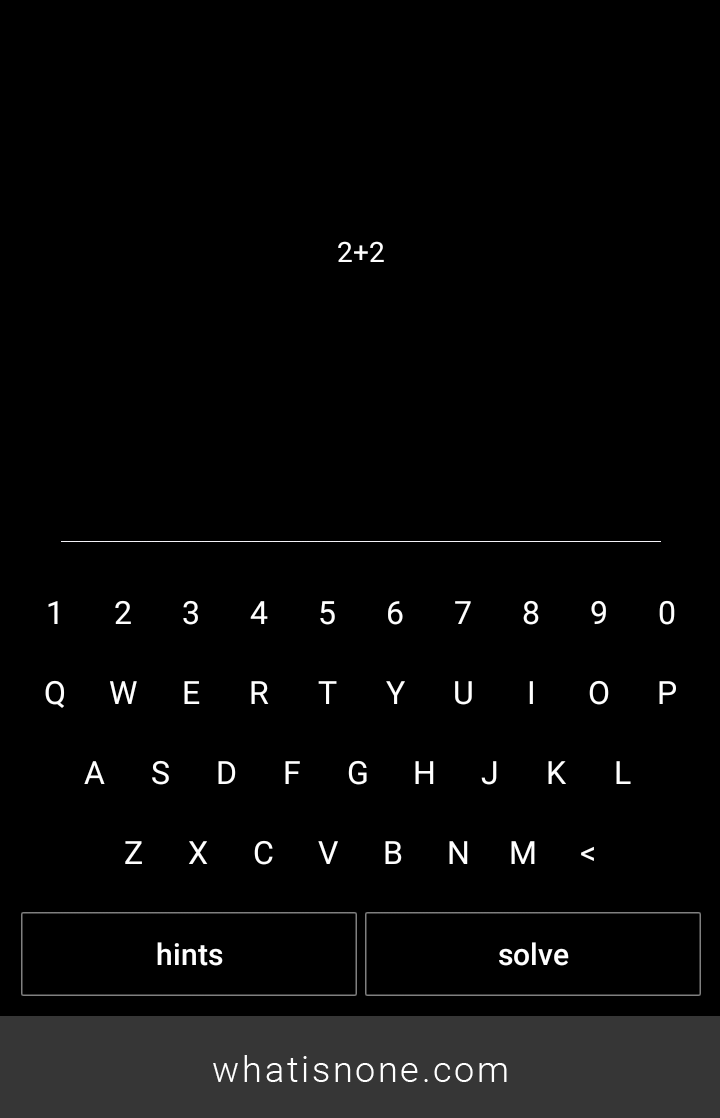 2+2
1 2 3 4 5 6 7 8 9 0
Q W E R T Y U I O P
A S D F G H J K L
Z X C V B N M <
hints solve
whatisnone.com